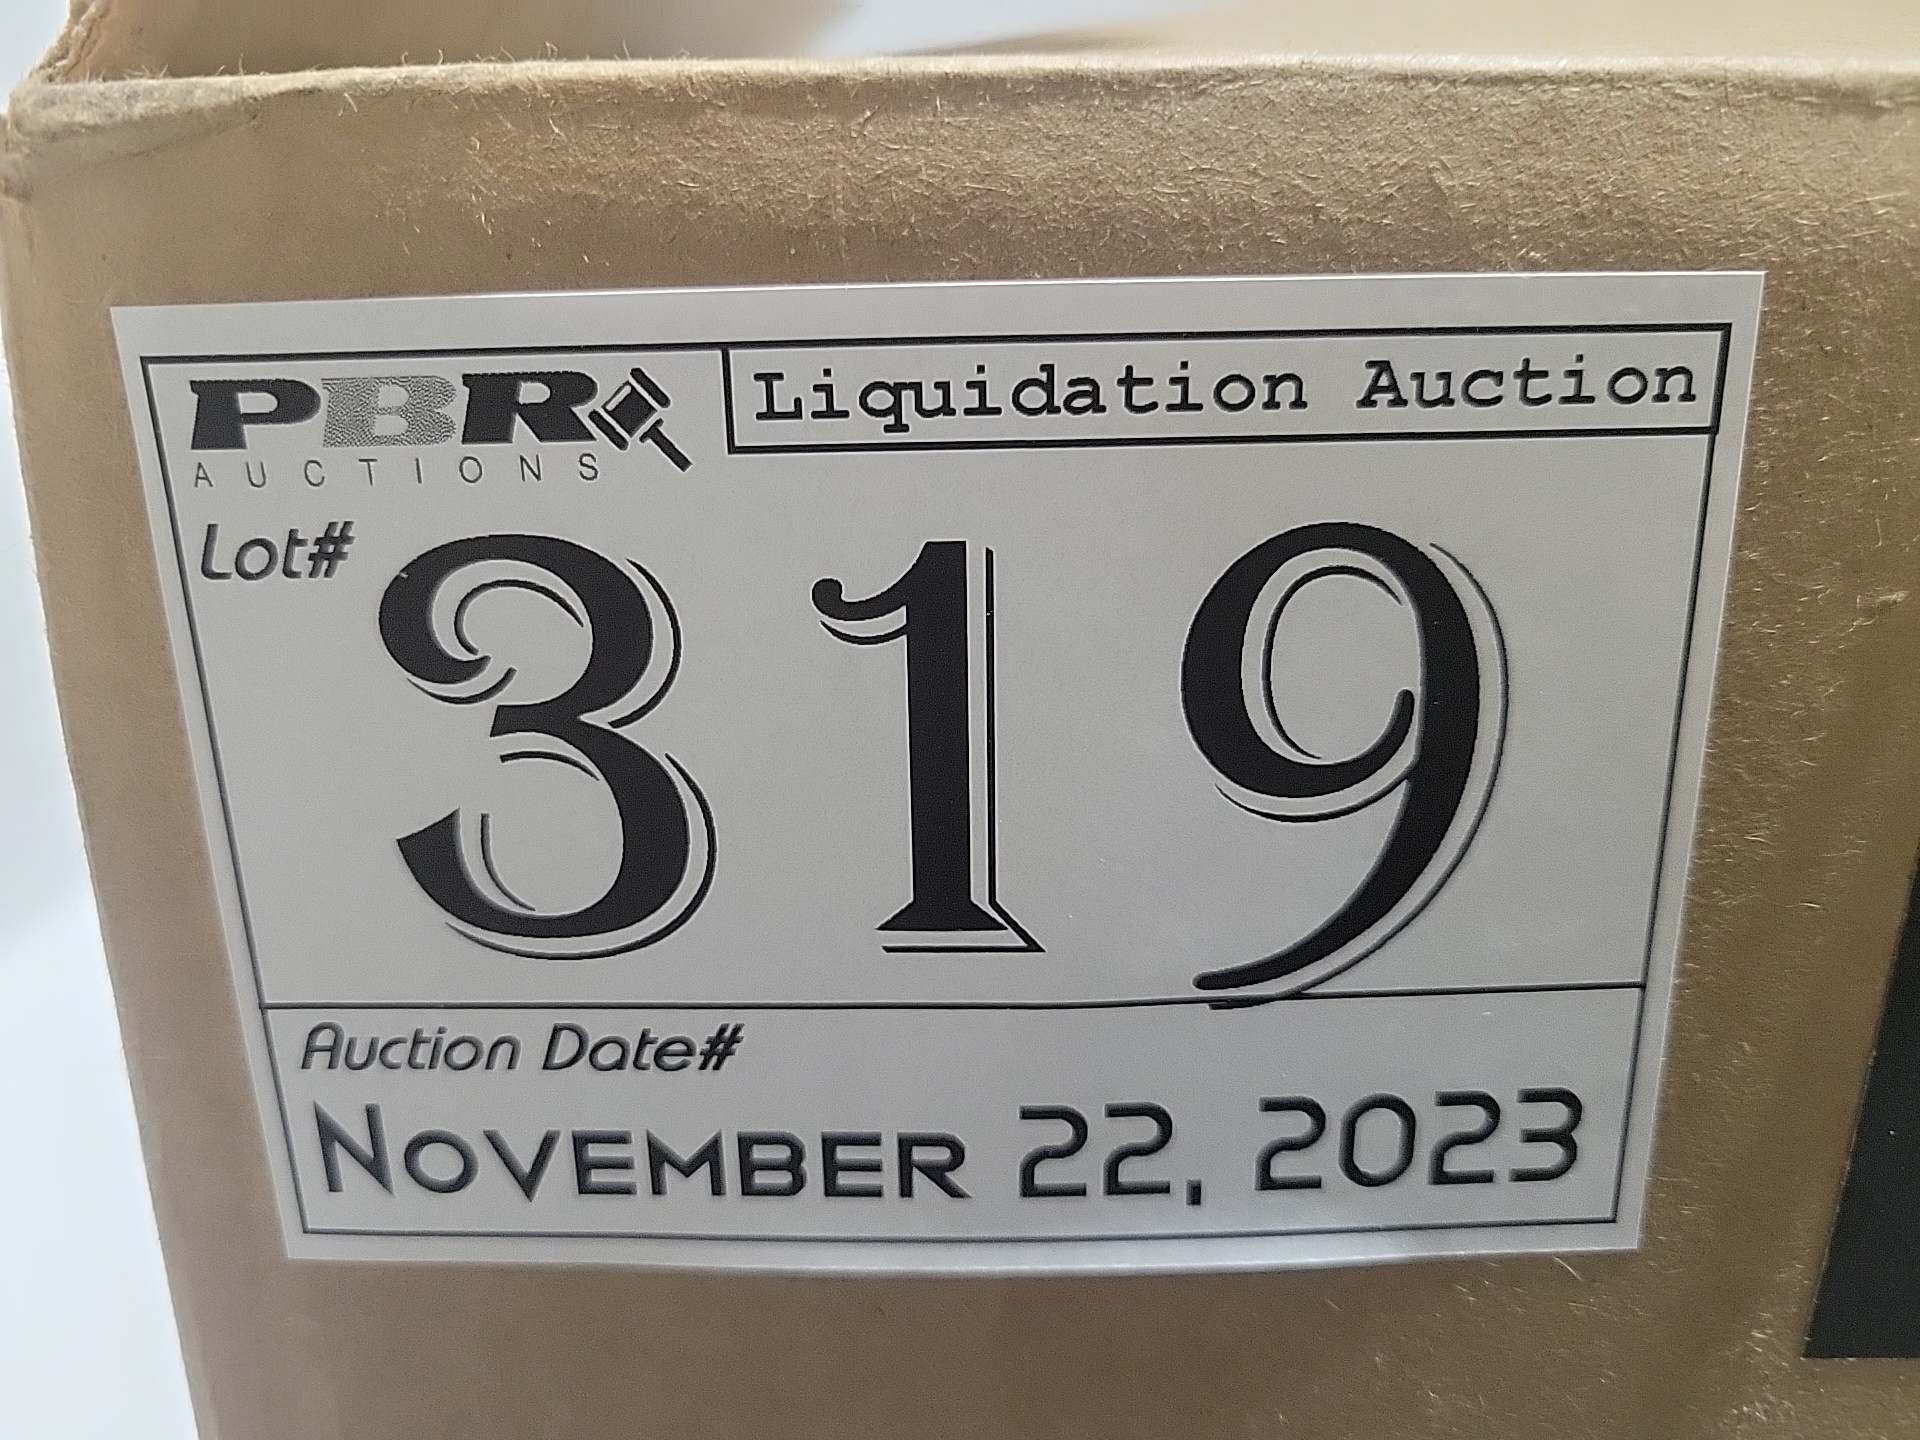 PBR
AUCTIONS
Liquidation Auction
Lot#
319
Auction Date#
NOVEMBER 22, 2023